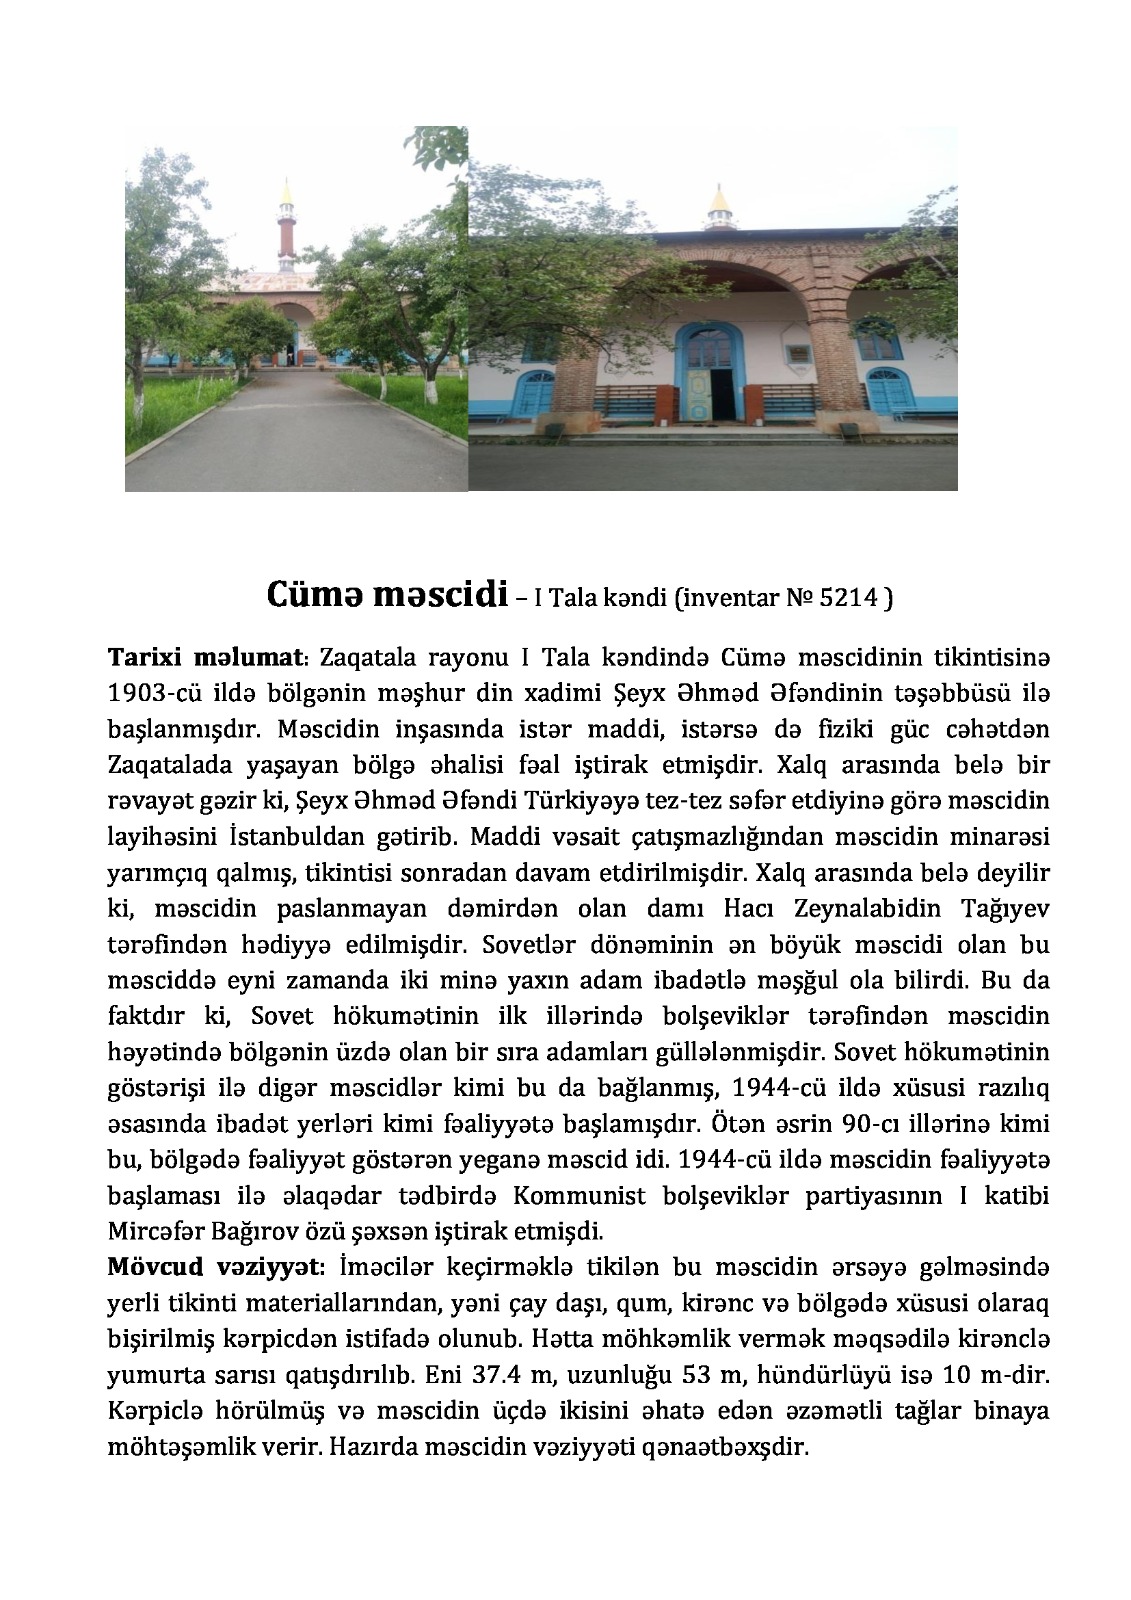 Cümə məscidi – I Tala kəndi (inventar № 5214 )
Tarixi məlumat: Zaqatala rayonu I Tala kəndində Cümə məscidinin tikintisinə
1903-cü ildə bölgənin məşhur din xadimi Şeyx Əhməd Əfəndinin təşəbbüsü ilə
başlanmışdır. Məscidin inşasında istər maddi, istərsə də fiziki güc cəhətdən
Zaqatalada yaşayan bölgə əhalisi fəal iştirak etmişdir. Xalq arasında belə bir
rəvayət gəzir ki, Şeyx Əhməd Əfəndi Türkiyəyə tez-tez səfər etdiyinə görə məscidin
layihəsini İstanbuldan gətirib. Maddi vəsait çatışmazlığından məscidin minarəsi
yarımçıq qalmış, tikintisi sonradan davam etdirilmişdir. Xalq arasında belə deyilir
ki, məscidin paslanmayan dəmirdən olan damı Hacı Zeynalabidin Tağıyev
tərəfindən hədiyyə edilmişdir. Sovetlər dönəminin ən böyük məscidi olan bu
məsciddə eyni zamanda iki minə yaxın adam ibadətlə məşğul ola bilirdi. Bu da
faktdır ki, Sovet hökumətinin ilk illərində bolşeviklər tərəfindən məscidin
həyətində bölgənin üzdə olan bir sıra adamları güllələnmişdir. Sovet hökumətinin
göstərişi ilə digər məscidlər kimi bu da bağlanmış, 1944-cü ildə xüsusi razılıq
əsasında ibadət yerləri kimi fəaliyyətə başlamışdır. Ötən əsrin 90-cı illərinə kimi
bu, bölgədə fəaliyyət göstərən yeganə məscid idi. 1944-cü ildə məscidin fəaliyyətə
başlaması ilə əlaqədar tədbirdə Kommunist bolşeviklər partiyasının I katibi
Mircəfər Bağırov özü şəxsən iştirak etmişdi.
Mövcud vəziyyət: İməcilər keçirməklə tikilən bu məscidin ərsəyə gəlməsində
yerli tikinti materiallarından, yəni çay daşı, qum, kirənc və bölgədə xüsusi olaraq
bişirilmiş kərpicdən istifadə olunub. Hətta möhkəmlik vermək məqsədilə kirənclə
yumurta sarısı qatışdırılıb. Eni 37.4 m, uzunluğu 53 m, hündürlüyü isə 10 m-dir.
Kərpiclə hörülmüş və məscidin üçdə ikisini əhatə edən əzəmətli tağlar binaya
möhtəşəmlik verir. Hazırda məscidin vəziyyəti qənaətbəxşdir.